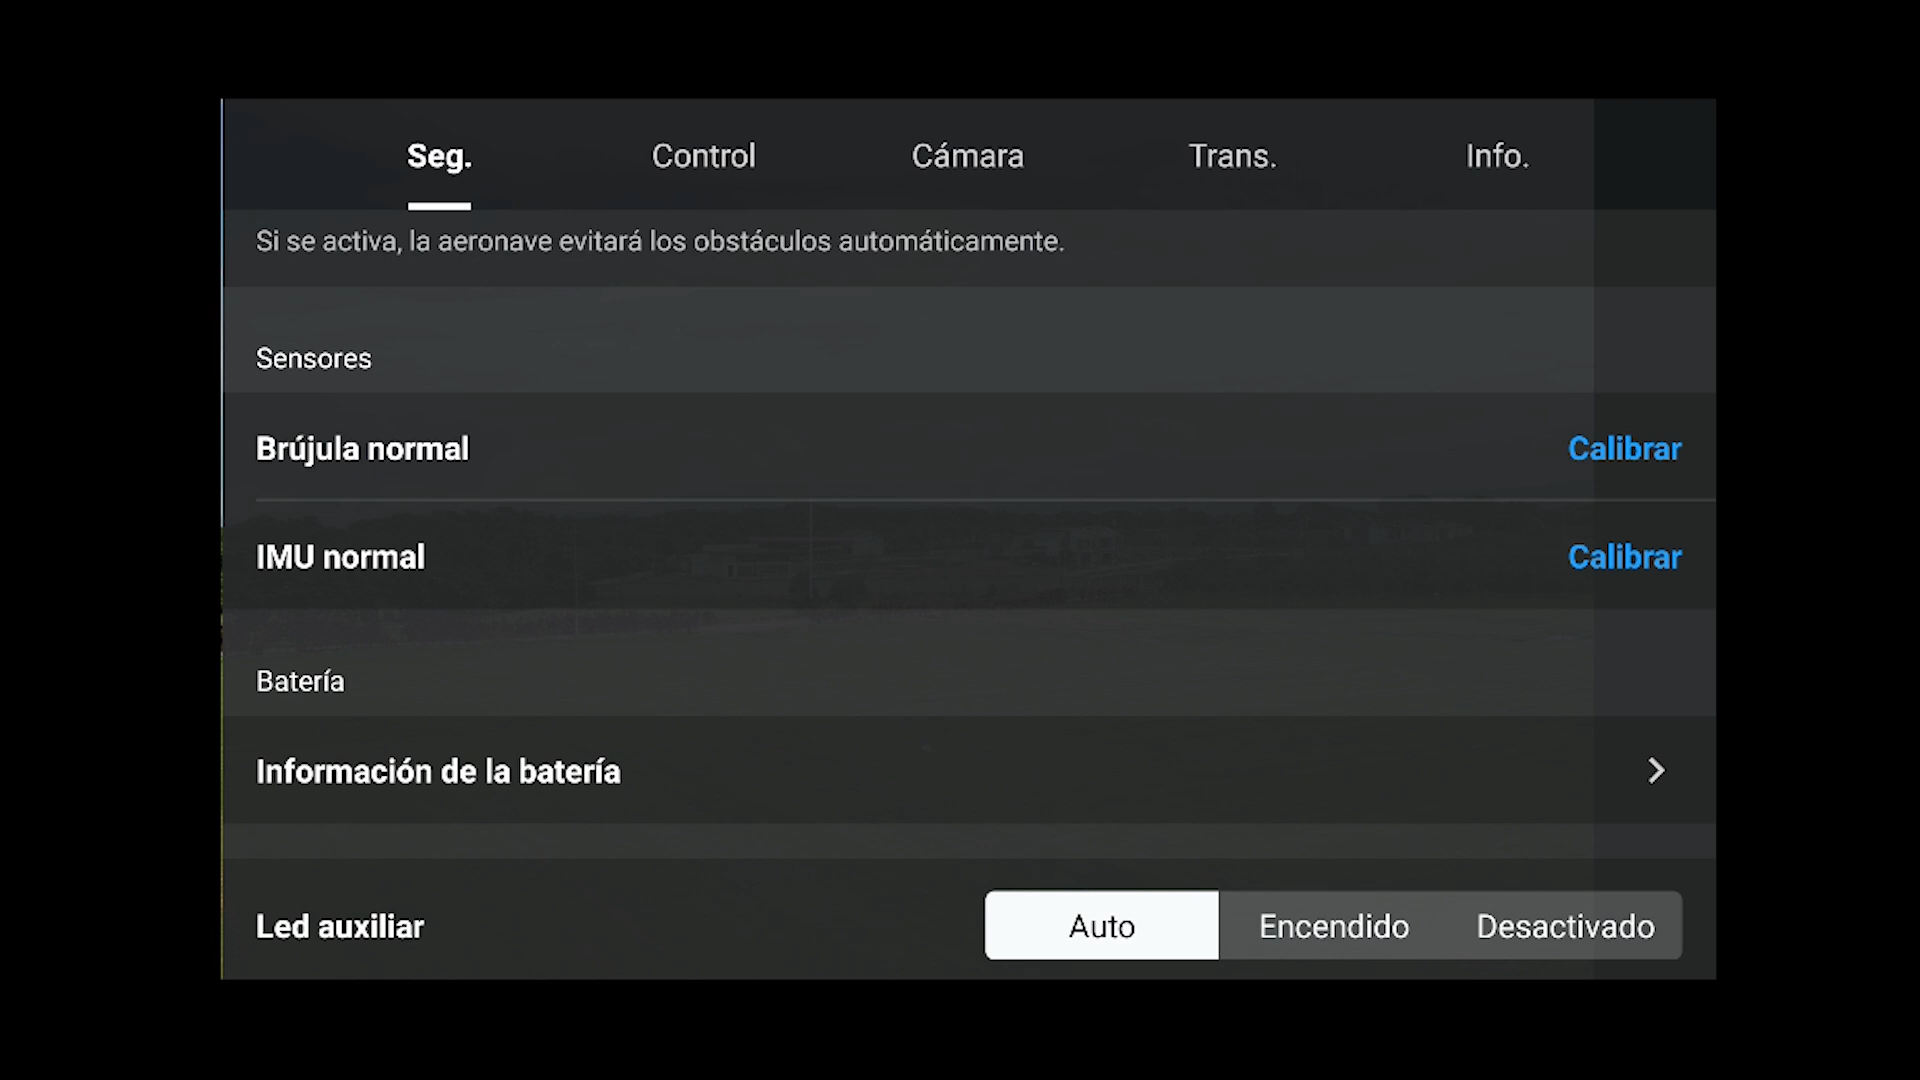 Seg. Control Cámara Trans. Info.
Si se activa, la aeronave evitará los obstáculos automáticamente.
Sensores
Brújula normal Calibrar
IMU normal Calibrar
Batería
Información de la batería
Led auxiliar Auto Encendido Desactivado